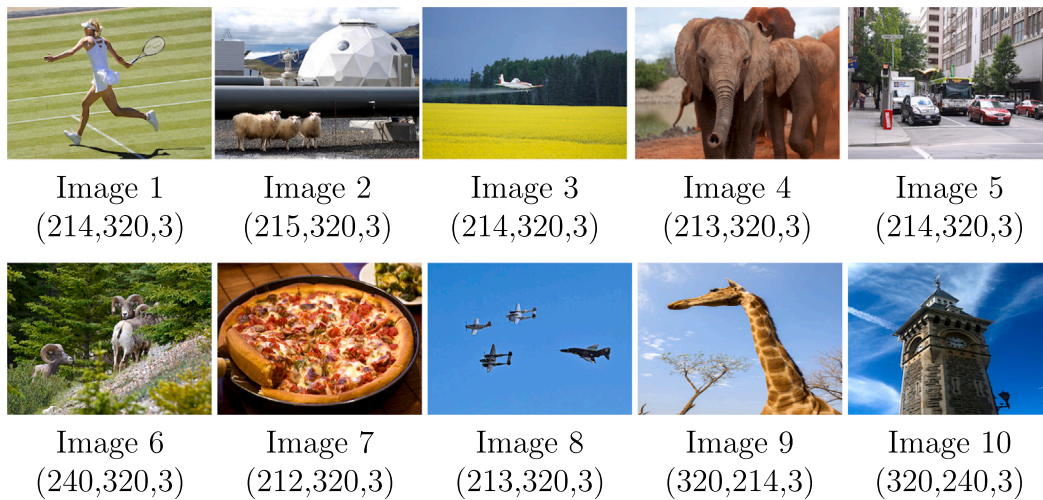 Image 1
(214,320,3)
Image 2
(215,320,3)
Image 3
(214,320,3)
Image 4
(213,320,3)
Image 5
(214,320,3)
Image 6
(240,320,3)
Image 7
(212,320,3)
Image 8
(213,320,3)
Image 9
(320,214,3)
Image 10
(320,240,3)